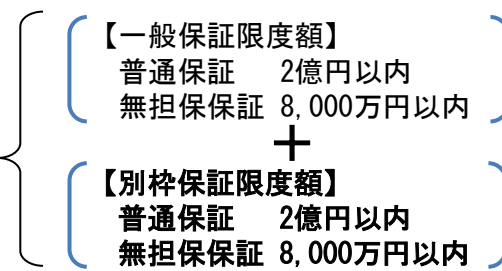 【一般保証限度額】
普通保証 2億円以内
無担保保証 8,000万円以内
＋
【別枠保証限度額】
普通保証 2億円以内
無担保保証 8,000万円以内